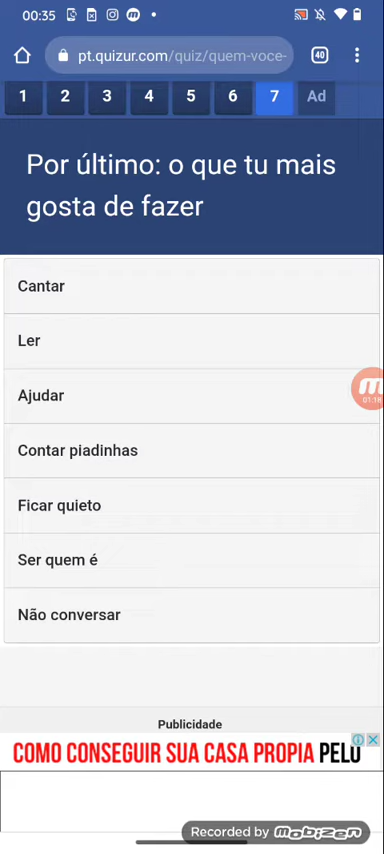 00:35
pt.quizur.com/quiz/quem-voce-
40
1 2 3 4 5 6 7 Ad
Por último: o que tu mais
gosta de fazer
Cantar
Ler
Ajudar
01:18
Contar piadinhas
Ficar quieto
Ser quem é
Não conversar
Publicidade
COMO CONSEGUIR SUA CASA PROPIA PELO
Recorded by mobizen